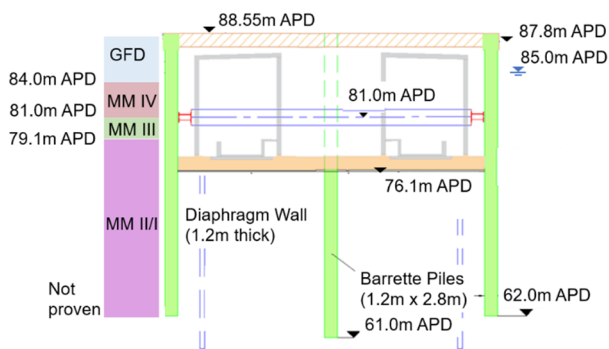 88.55m APD
87.8m APD
GFD
85.0m APD
84.0m APD
MM IV
81.0m APD
81.0m APD
MM III
79.1m APD
76.1m APD
MM II/I
Diaphragm Wall
(1.2m thick)
Barrette Piles
(1.2m x 2.8m)
62.0m APD
Not
proven
61.0m APD